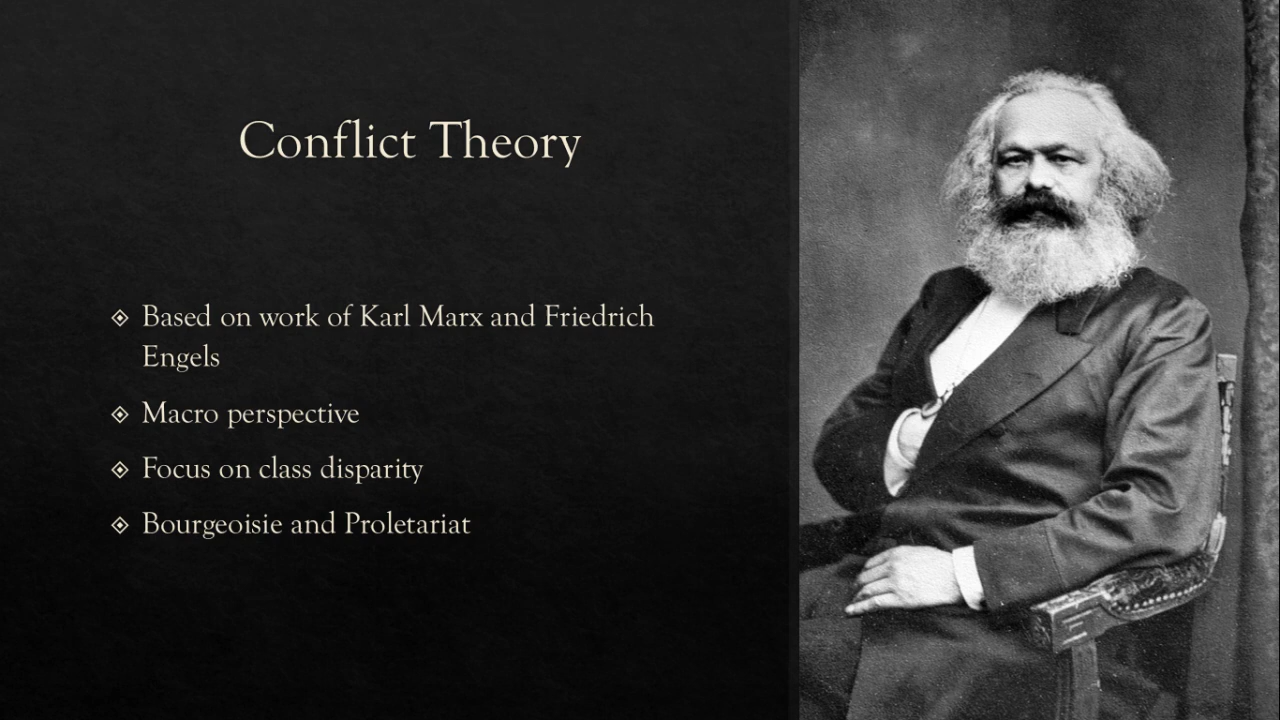 Conflict Theory
Based on work of Karl Marx and Friedrich
Engels
Macro perspective
Focus on class disparity
Bourgeoisie and Proletariat